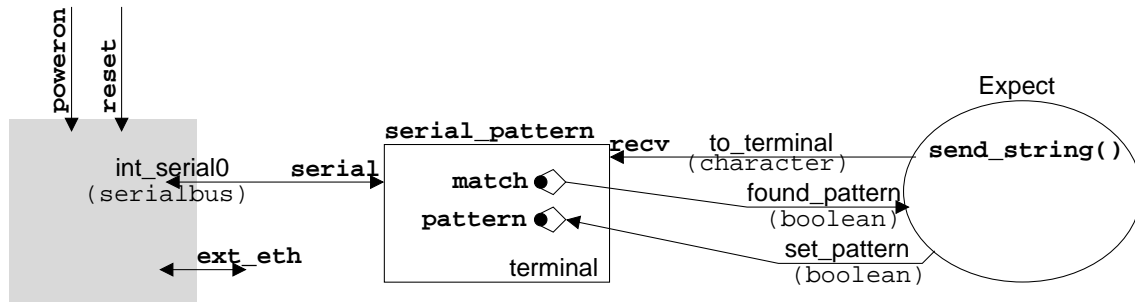 poweron
reset
Expect
serial_pattern
recv
to_terminal
(character)
send_string()
int_serial0
(serialbus)
serial
match
found_pattern
(boolean)
pattern
set_pattern
(boolean)
ext_eth
terminal